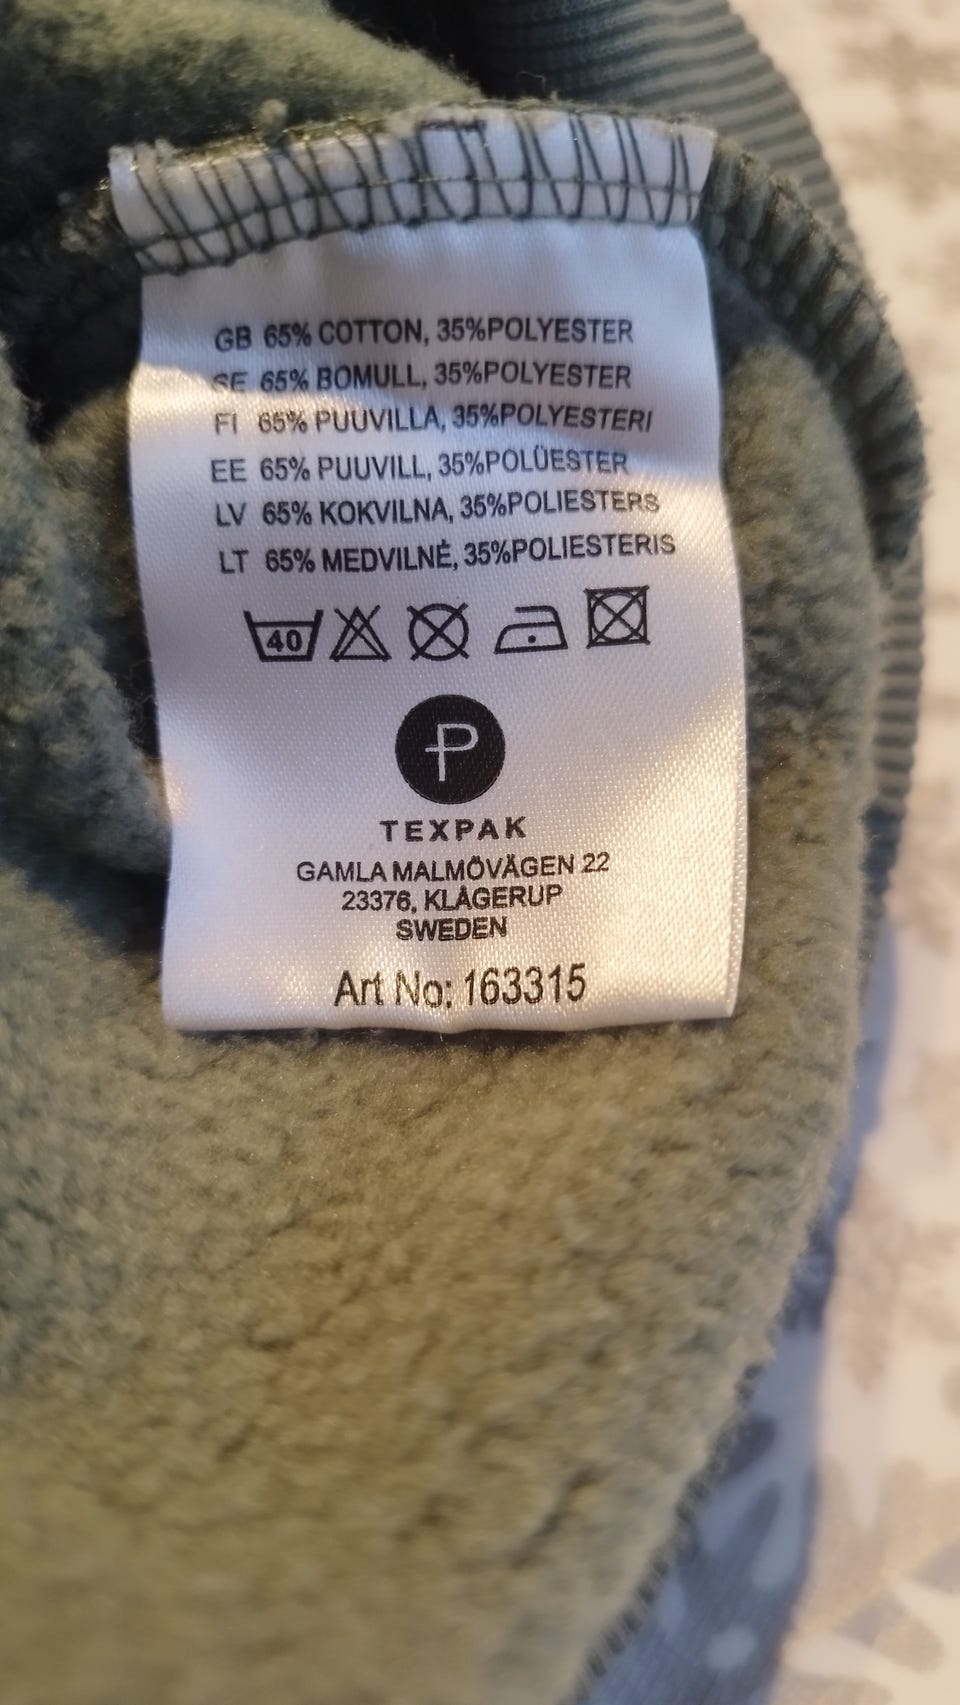 GB 65% COTTON, 35%POLYESTER
SE 65% BOMULL, 35%POLYESTER
FI 65% PUUVILLA, 35%POLYESTERI
EE 65% PUUVILL, 35%POLÜESTER
LV 65% KOKVILNA, 35%POLIESTERS
LT 65% MEDVILNĖ, 35%POLIESTERIS
40
P
TEXPAK
GAMLA MALMÖVÄGEN 22
23376, KLÅGERUP
SWEDEN
Art No: 163315